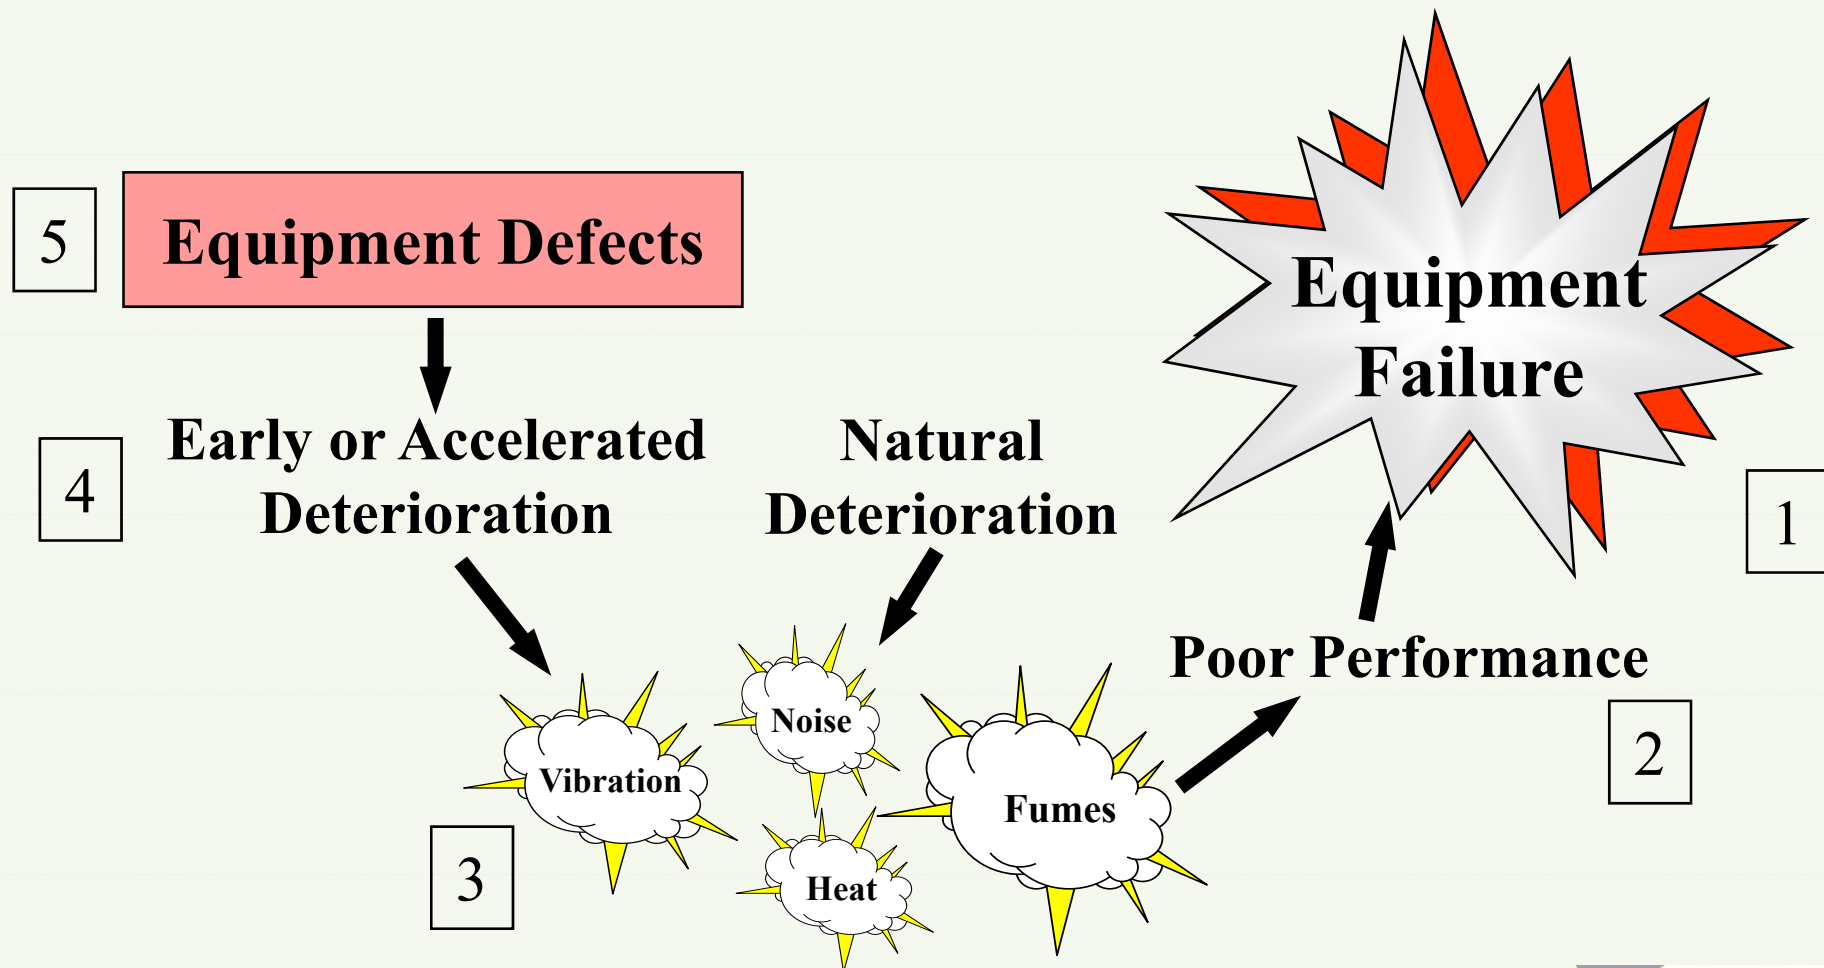 5
Equipment Defects
Equipment
Failure
4
Early or Accelerated
Deterioration
Natural
Deterioration
1
Poor Performance
2
Noise
Vibration
Fumes
3
Heat